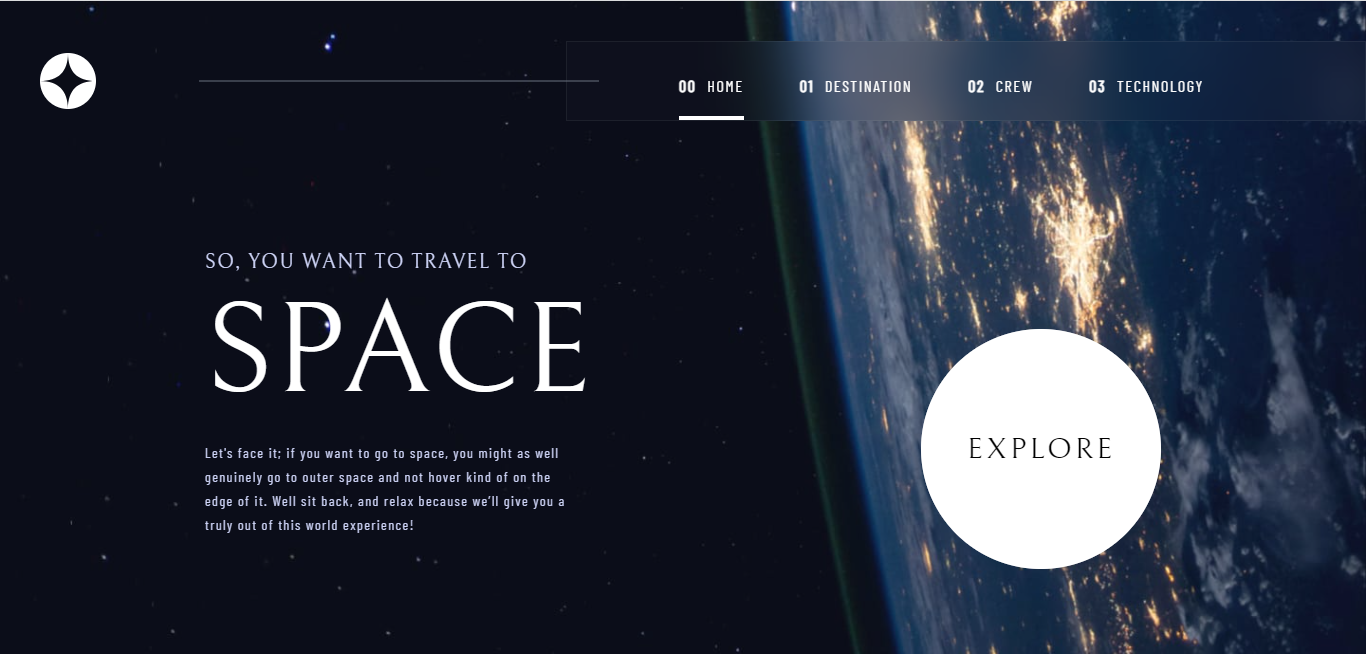 00 HOME 01 DESTINATION 02 CREW 03 TECHNOLOGY
SO, YOU WANT TO TRAVEL TO
SPACE
Let's face it; if you want to go to space, you might as well
genuinely go to outer space and not hover kind of on the
edge of it. Well sit back, and relax because we'll give you a
truly out of this world experience!
EXPLORE